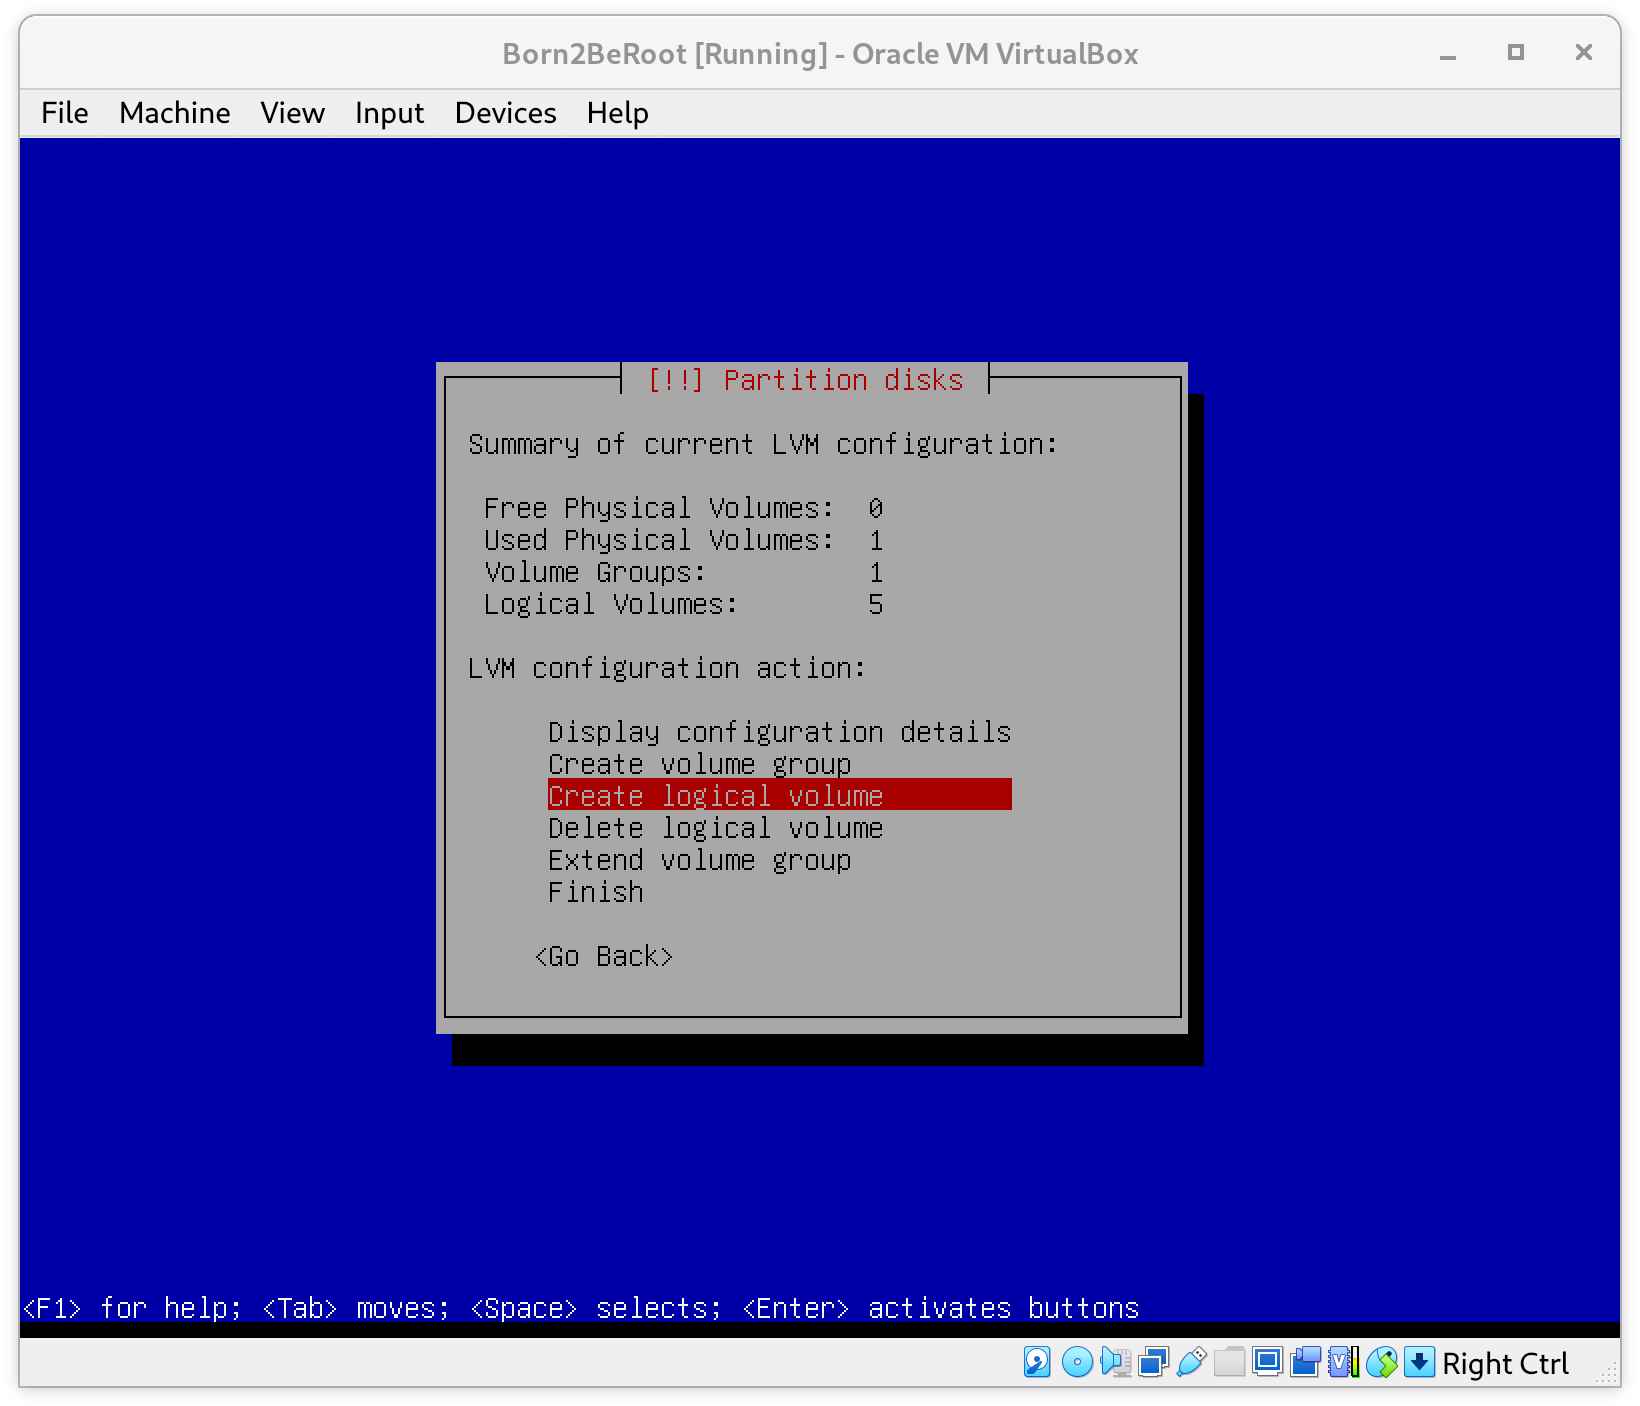 Born2BeRoot [Running] - Oracle VM VirtualBox
File Machine View Input Devices Help
[!!] Partition disks
Summary of current LVM configuration:
Free Physical Volumes: 0
Used Physical Volumes: 1
Volume Groups: 1
Logical Volumes: 5
LVM configuration action:
Display configuration details
Create volume group
Create logical volume
Delete logical volume
Extend volume group
Finish
<Go Back>
<F1> for help; <Tab> moves; <Space> selects; <Enter> activates buttons
Right Ctrl